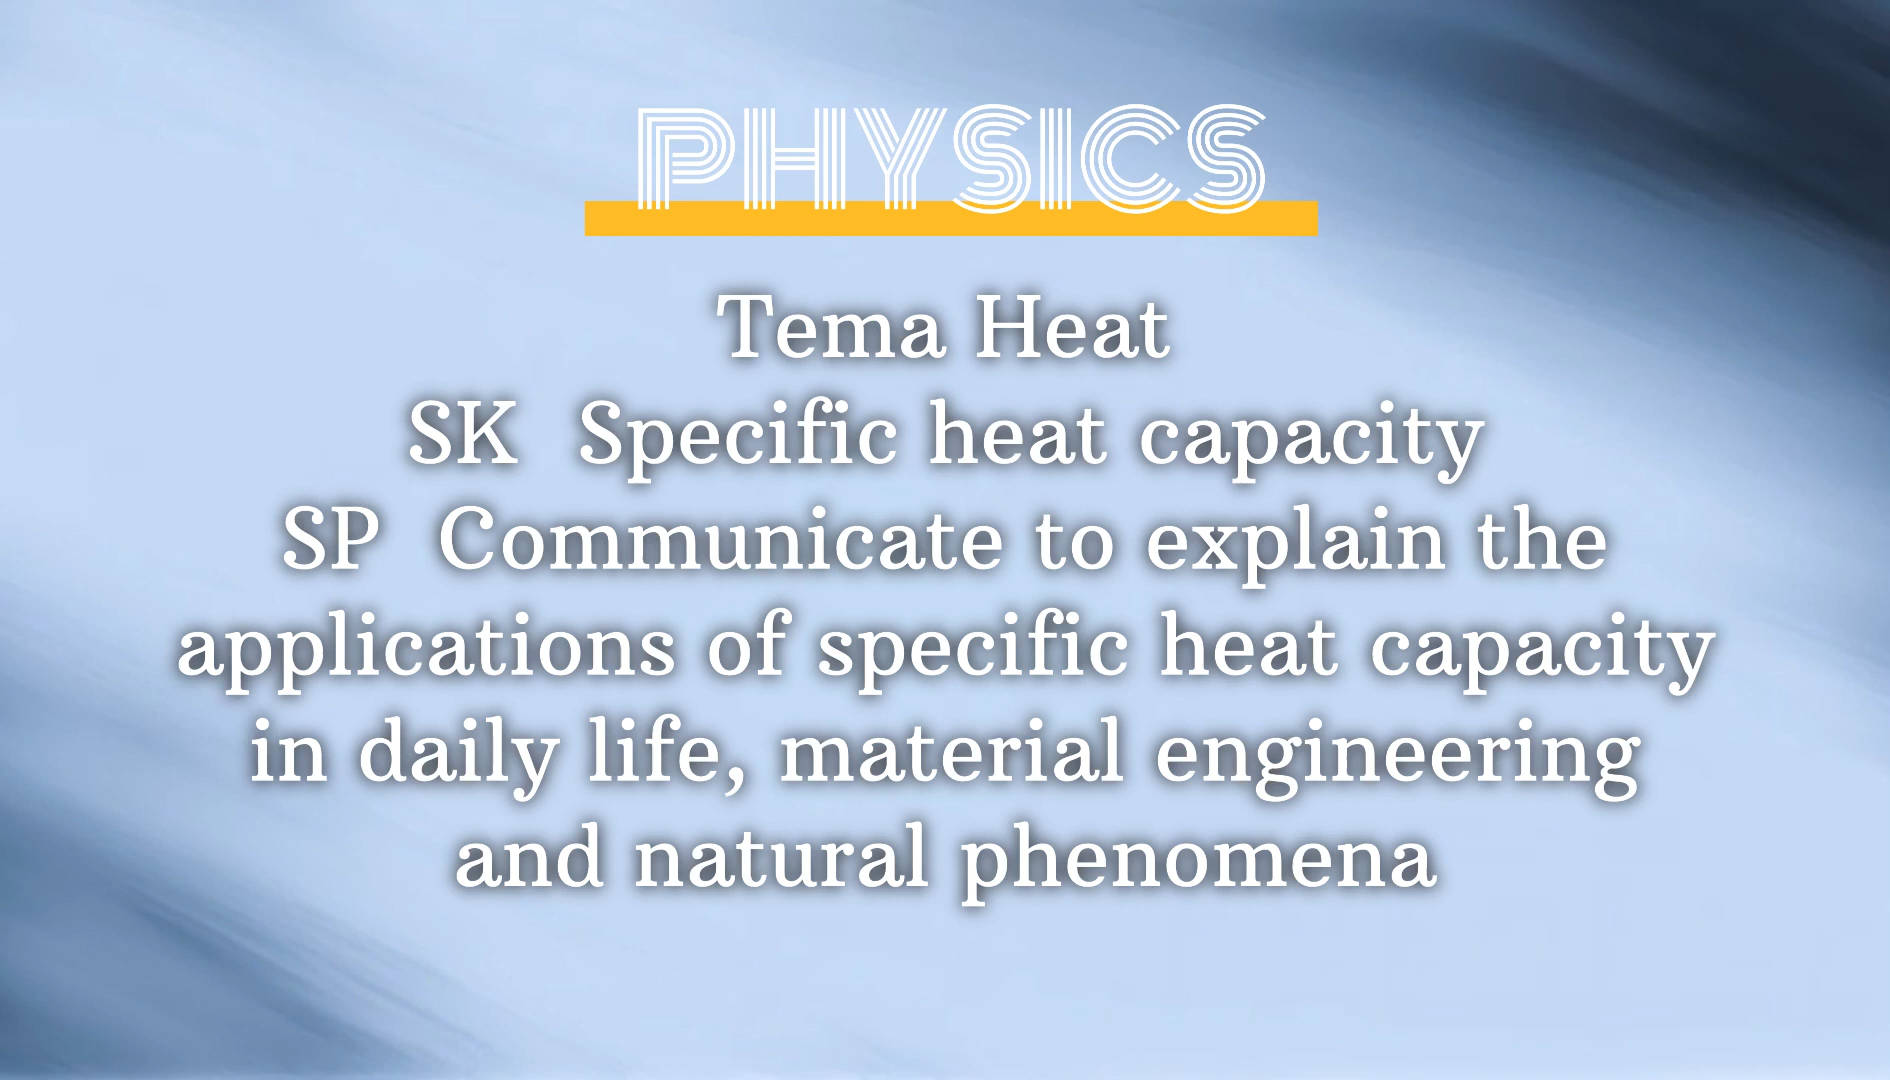 PHYSICS
Tema Heat
SK Specific heat capacity
SP Communicate to explain the
applications of specific heat capacity
in daily life, material engineering
and natural phenomena